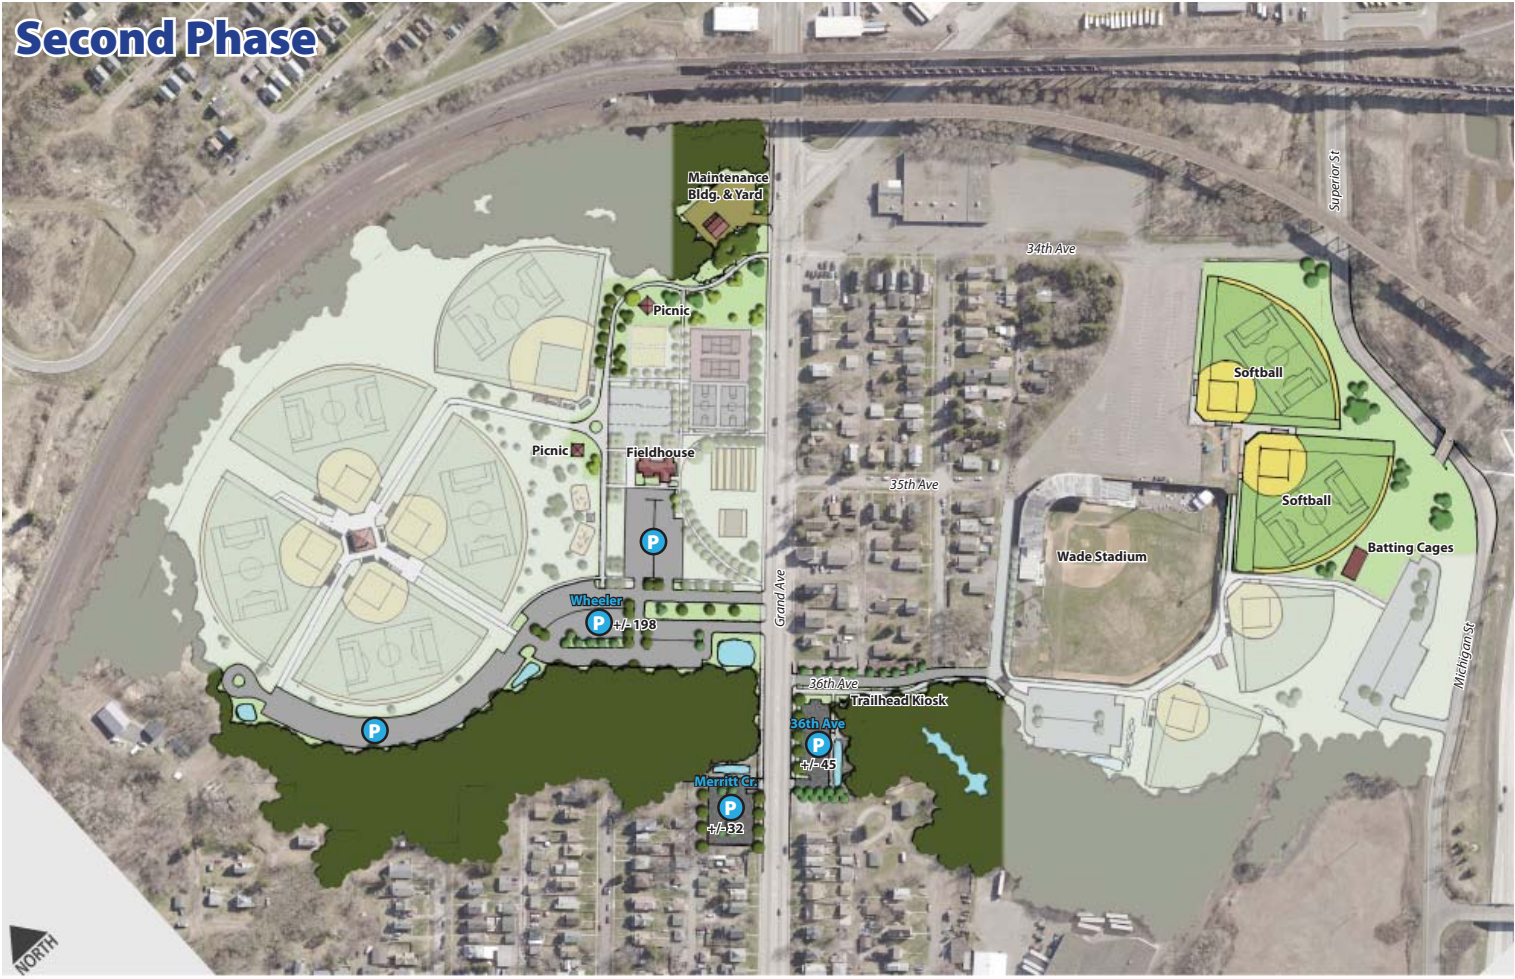 Second Phase
Maintenance
Bldg. & Yard
Superior St
34th Ave
Picnic
Softball
Picnic
Fieldhouse
35th Ave
Softball
P
Wade Stadium
Batting Cages
Grand Ave
Wheeler
P +/- 198
Michigan St
36th Ave
Trailhead Kiosk
P
36th Ave
P
+/- 45
Merritt Cr.
P
+/- 32
NORTH